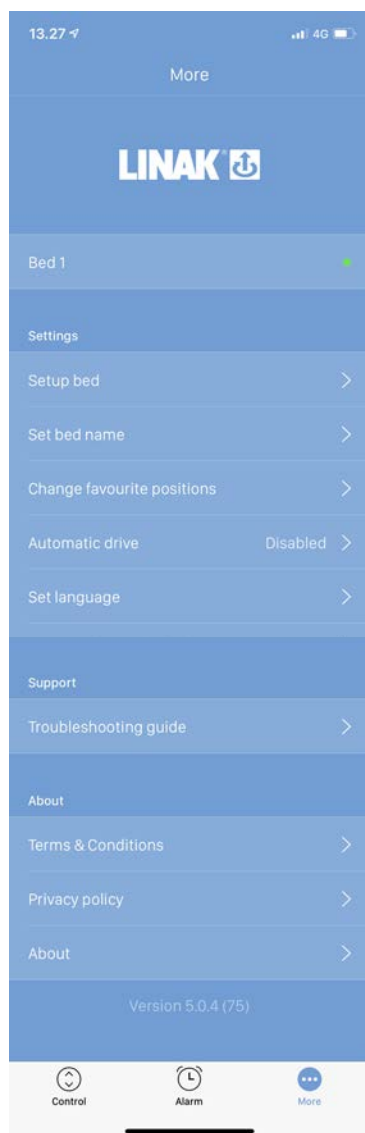 13.27
4G
More
LINAK
Bed 1
Settings
Setup bed
Set bed name
Change favourite positions
Automatic drive Disabled
Set language
Support
Troubleshooting guide
About
Terms & Conditions
Privacy policy
About
Version 5.0.4 (75)
Control Alarm More